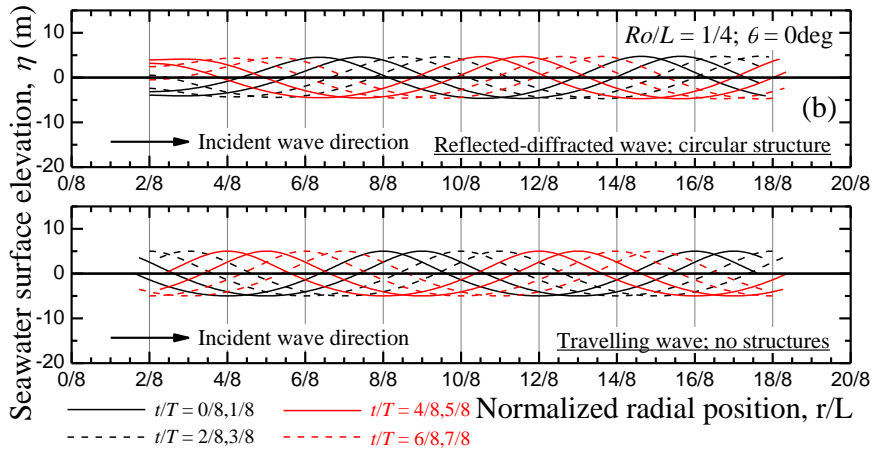 Seawater surface elevation, η (m)
10
0
-10
-20
Ro/L = 1/4; θ = 0deg
(b)
Incident wave direction
Reflected-diffracted wave; circular structure
0/8 2/8 4/8 6/8 8/8 10/8 12/8 14/8 16/8 18/8 20/8
10
0
-10
-20
Incident wave direction
Travelling wave; no structures
0/8 2/8 4/8 6/8 8/8 10/8 12/8 14/8 16/8 18/8 20/8
t/T = 0/8,1/8 t/T = 4/8,5/8
t/T = 2/8,3/8 t/T = 6/8,7/8
Normalized radial position, r/L